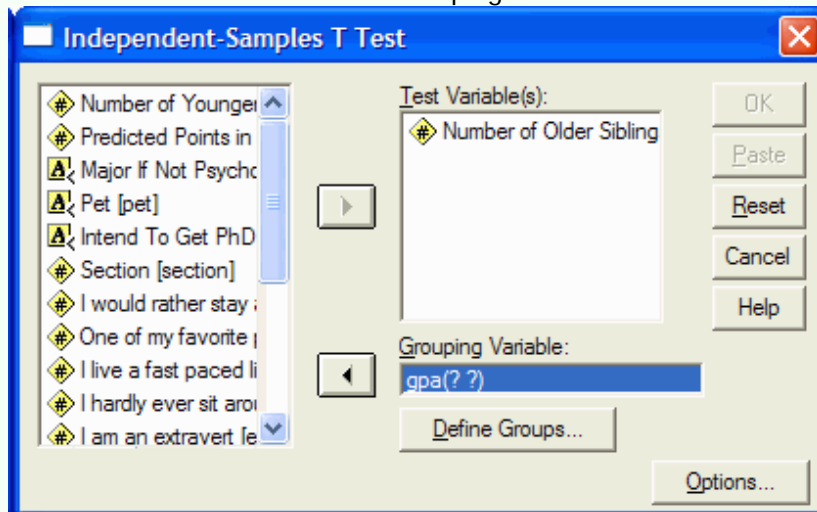 Independent-Samples T Test
Number of Younger
Predicted Points in
Major If Not Psycho
Pet [pet]
Intend To Get PhD
Section [section]
I would rather stay a
One of my favorite p
I live a fast paced li
I hardly ever sit arou
I am an extravert [e
Test Variable(s):
Number of Older Sibling
Grouping Variable:
gpa(? ?)
Define Groups...
OK
Paste
Reset
Cancel
Help
Options...